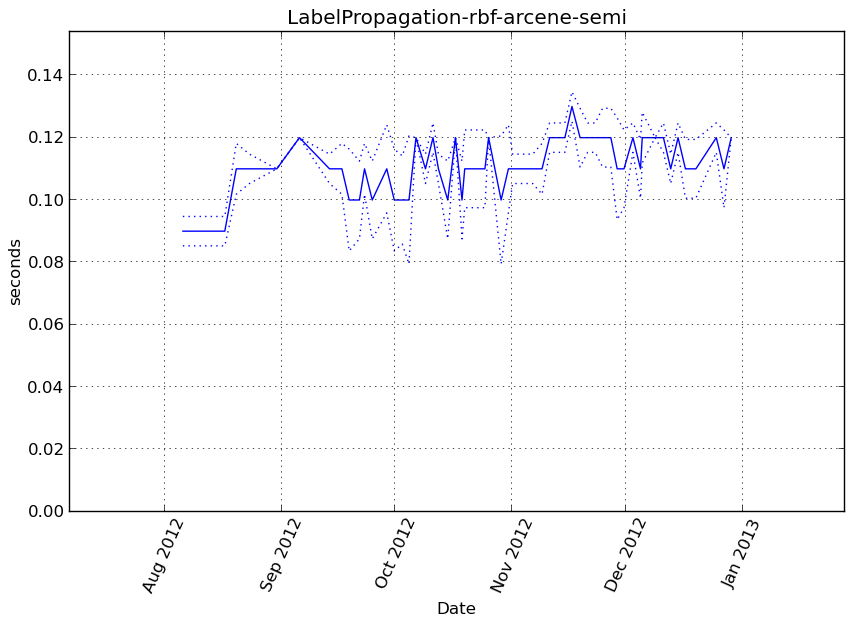 LabelPropagation-rbf-arcene-semi
0.14
0.12
0.10
0.08
0.06
0.04
0.02
0.00
seconds
Aug 2012
Sep 2012
Oct 2012
Nov 2012
Dec 2012
Jan 2013
Date